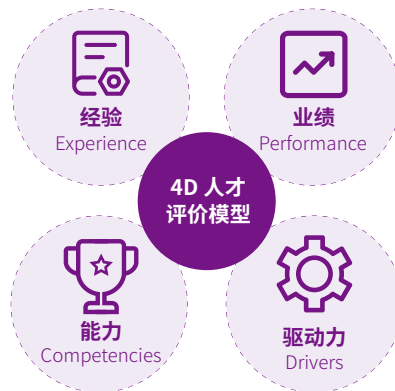 经验
Experience
业绩
Performance
4D 人才
评价模型
能力
Competencies
驱动力
Drivers